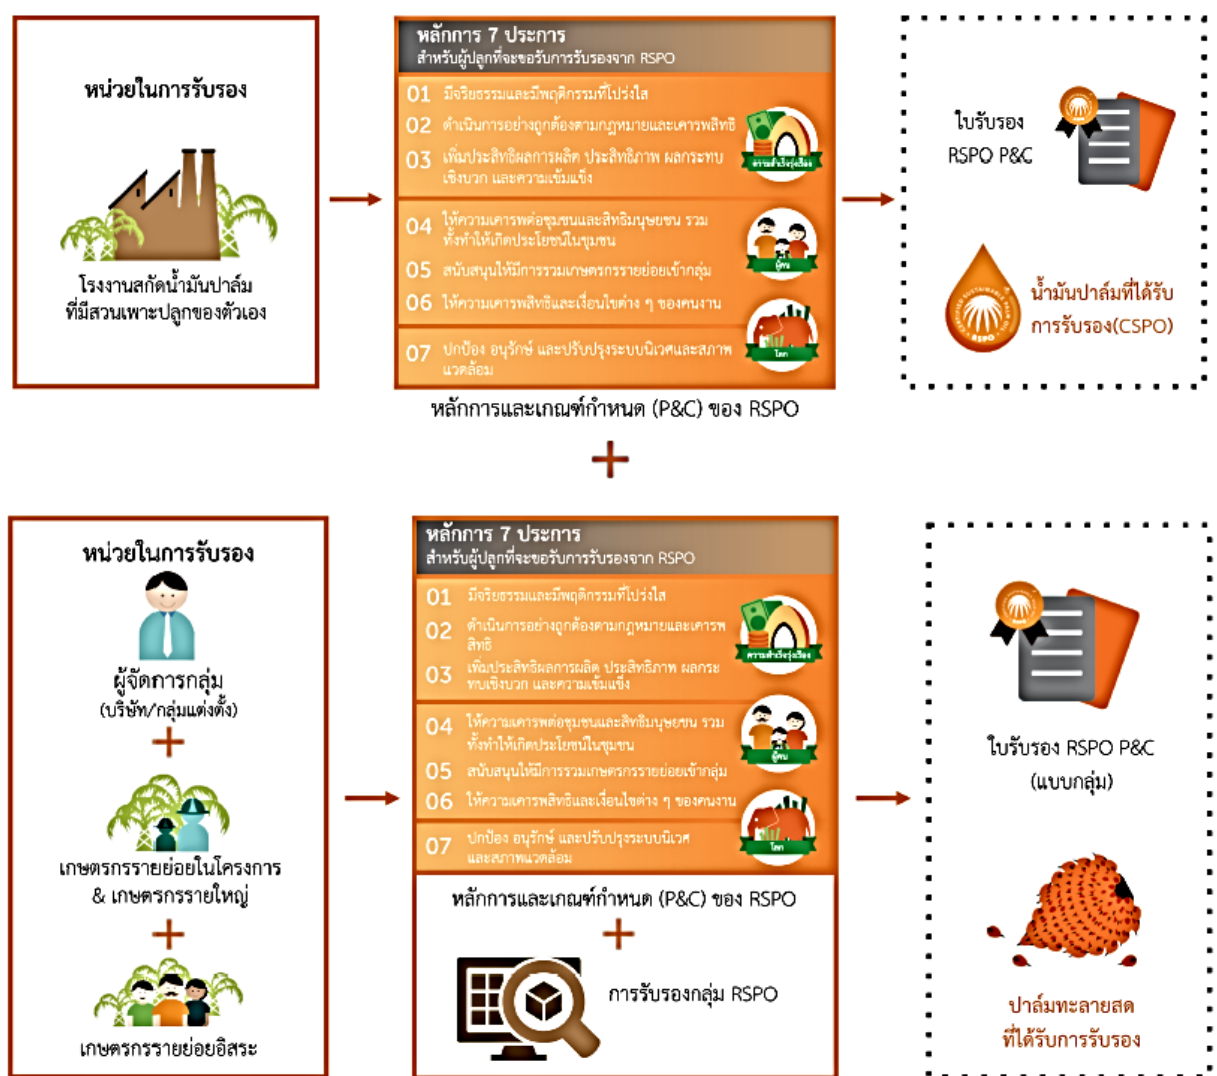 หน่วยในการรับรอง
โรงงานสกัดน้ำมันปาล์ม
ที่มีสวนเพาะปลูกของตัวเอง
หลักการ 7 ประการ
สำหรับผู้ปลูกที่จะขอรับการรับรองจาก RSPO
01 มีจริยธรรมและมีพฤติกรรมที่โปร่งใส
02 ดำเนินการอย่างถูกต้องตามกฎหมายและเคารพสิทธิ
03 เพิ่มประสิทธิผลการผลิต ประสิทธิภาพ ผลกระทบ
เชิงบวก และความเข้มแข็ง
ความสำเร็จรุ่งเรือง
04 ให้ความเคารพต่อชุมชนและสิทธิมนุษยชน รวม
ทั้งทำให้เกิดประโยชน์ในชุมชน
05 สนับสนุนให้มีการรวมเกษตรกรรายย่อยเข้ากลุ่ม
06 ให้ความเคารพสิทธิและเงื่อนไขต่าง ๆ ของคนงาน
ผู้คน
07 ปกป้อง อนุรักษ์ และปรับปรุงระบบนิเวศและสภาพ
แวดล้อม
โลก
หลักการและเกณฑ์กำหนด (P&C) ของ RSPO
ใบรับรอง
RSPO P&C
CERTIFIED SUSTAINABLE PALM OIL
RSPO
น้ำมันปาล์มที่ได้รับ
การรับรอง(CSPO)
+
หน่วยในการรับรอง
ผู้จัดการกลุ่ม
(บริษัท/กลุ่มแต่งตั้ง)
+
เกษตรกรรายย่อยในโครงการ
& เกษตรกรรายใหญ่
+
เกษตรกรรายย่อยอิสระ
หลักการ 7 ประการ
สำหรับผู้ปลูกที่จะขอรับการรับรองจาก RSPO
01 มีจริยธรรมและมีพฤติกรรมที่โปร่งใส
02 ดำเนินการอย่างถูกต้องตามกฎหมายและเคารพ
สิทธิ
03 เพิ่มประสิทธิผลการผลิต ประสิทธิภาพ ผลกระ
ทบเชิงบวก และความเข้มแข็ง
ความสำเร็จรุ่งเรือง
04 ให้ความเคารพต่อชุมชนและสิทธิมนุษยชน รวม
ทั้งทำให้เกิดประโยชน์ในชุมชน
05 สนับสนุนให้มีการรวมเกษตรกรรายย่อยเข้ากลุ่ม
06 ให้ความเคารพสิทธิและเงื่อนไขต่าง ๆ ของคนงาน
ผู้คน
07 ปกป้อง อนุรักษ์ และปรับปรุงระบบนิเวศ
และสภาพแวดล้อม
โลก
หลักการและเกณฑ์กำหนด (P&C) ของ RSPO
+
การรับรองกลุ่ม RSPO
ใบรับรอง RSPO P&C
(แบบกลุ่ม)
ปาล์มทะลายสด
ที่ได้รับการรับรอง